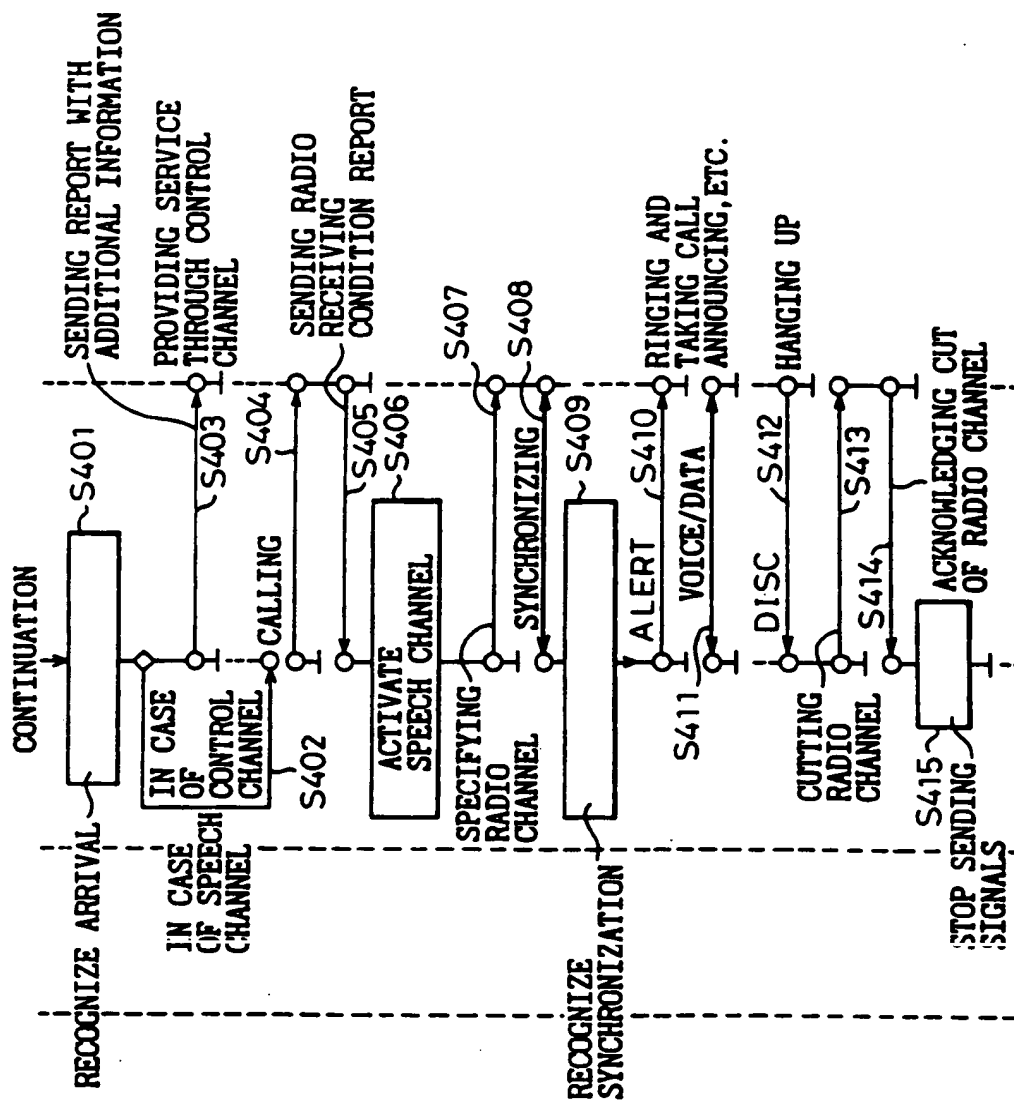 CONTINUATION
RECOGNIZE ARRIVAL
S401
SENDING REPORT WITH
ADDITIONAL INFORMATION
IN CASE
OF SPEECH
CHANNEL
IN CASE
OF CONTROL
CHANNEL
S402
S403
PROVIDING SERVICE
THROUGH CONTROL
CHANNEL
CALLING
S404
SENDING RADIO
RECEIVING
CONDITION REPORT
S405
S406
ACTIVATE
SPEECH CHANNEL
SPECIFYING
RADIO
CHANNEL
S407
SYNCHRONIZING
S408
RECOGNIZE
SYNCHRONIZATION
S409
ALERT
S410
RINGING AND
TAKING CALL
S411
VOICE/DATA
ANNOUNCING, ETC.
DISC
S412
HANGING UP
CUTTING
RADIO
CHANNEL
S413
S414
ACKNOWLEDGING CUT
OF RADIO CHANNEL
S415
STOP SENDING
SIGNALS